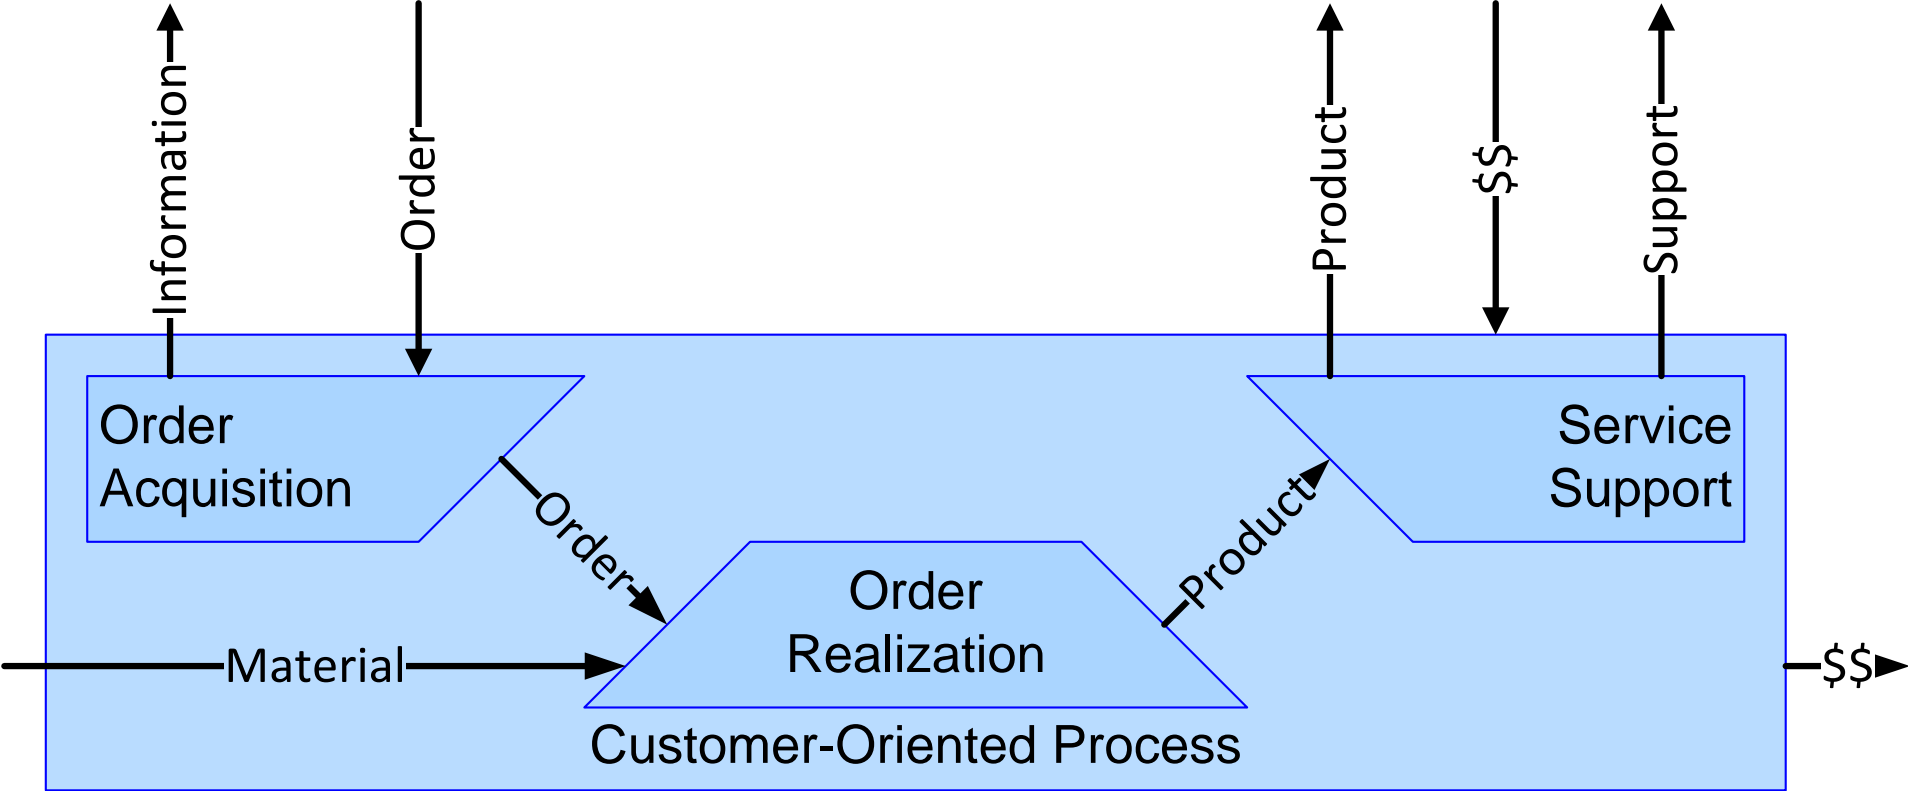 Information
Order
Product
$$
Support
Order
Acquisition
Service
Support
Order
Product
Order
Realization
Material
$$
Customer-Oriented Process